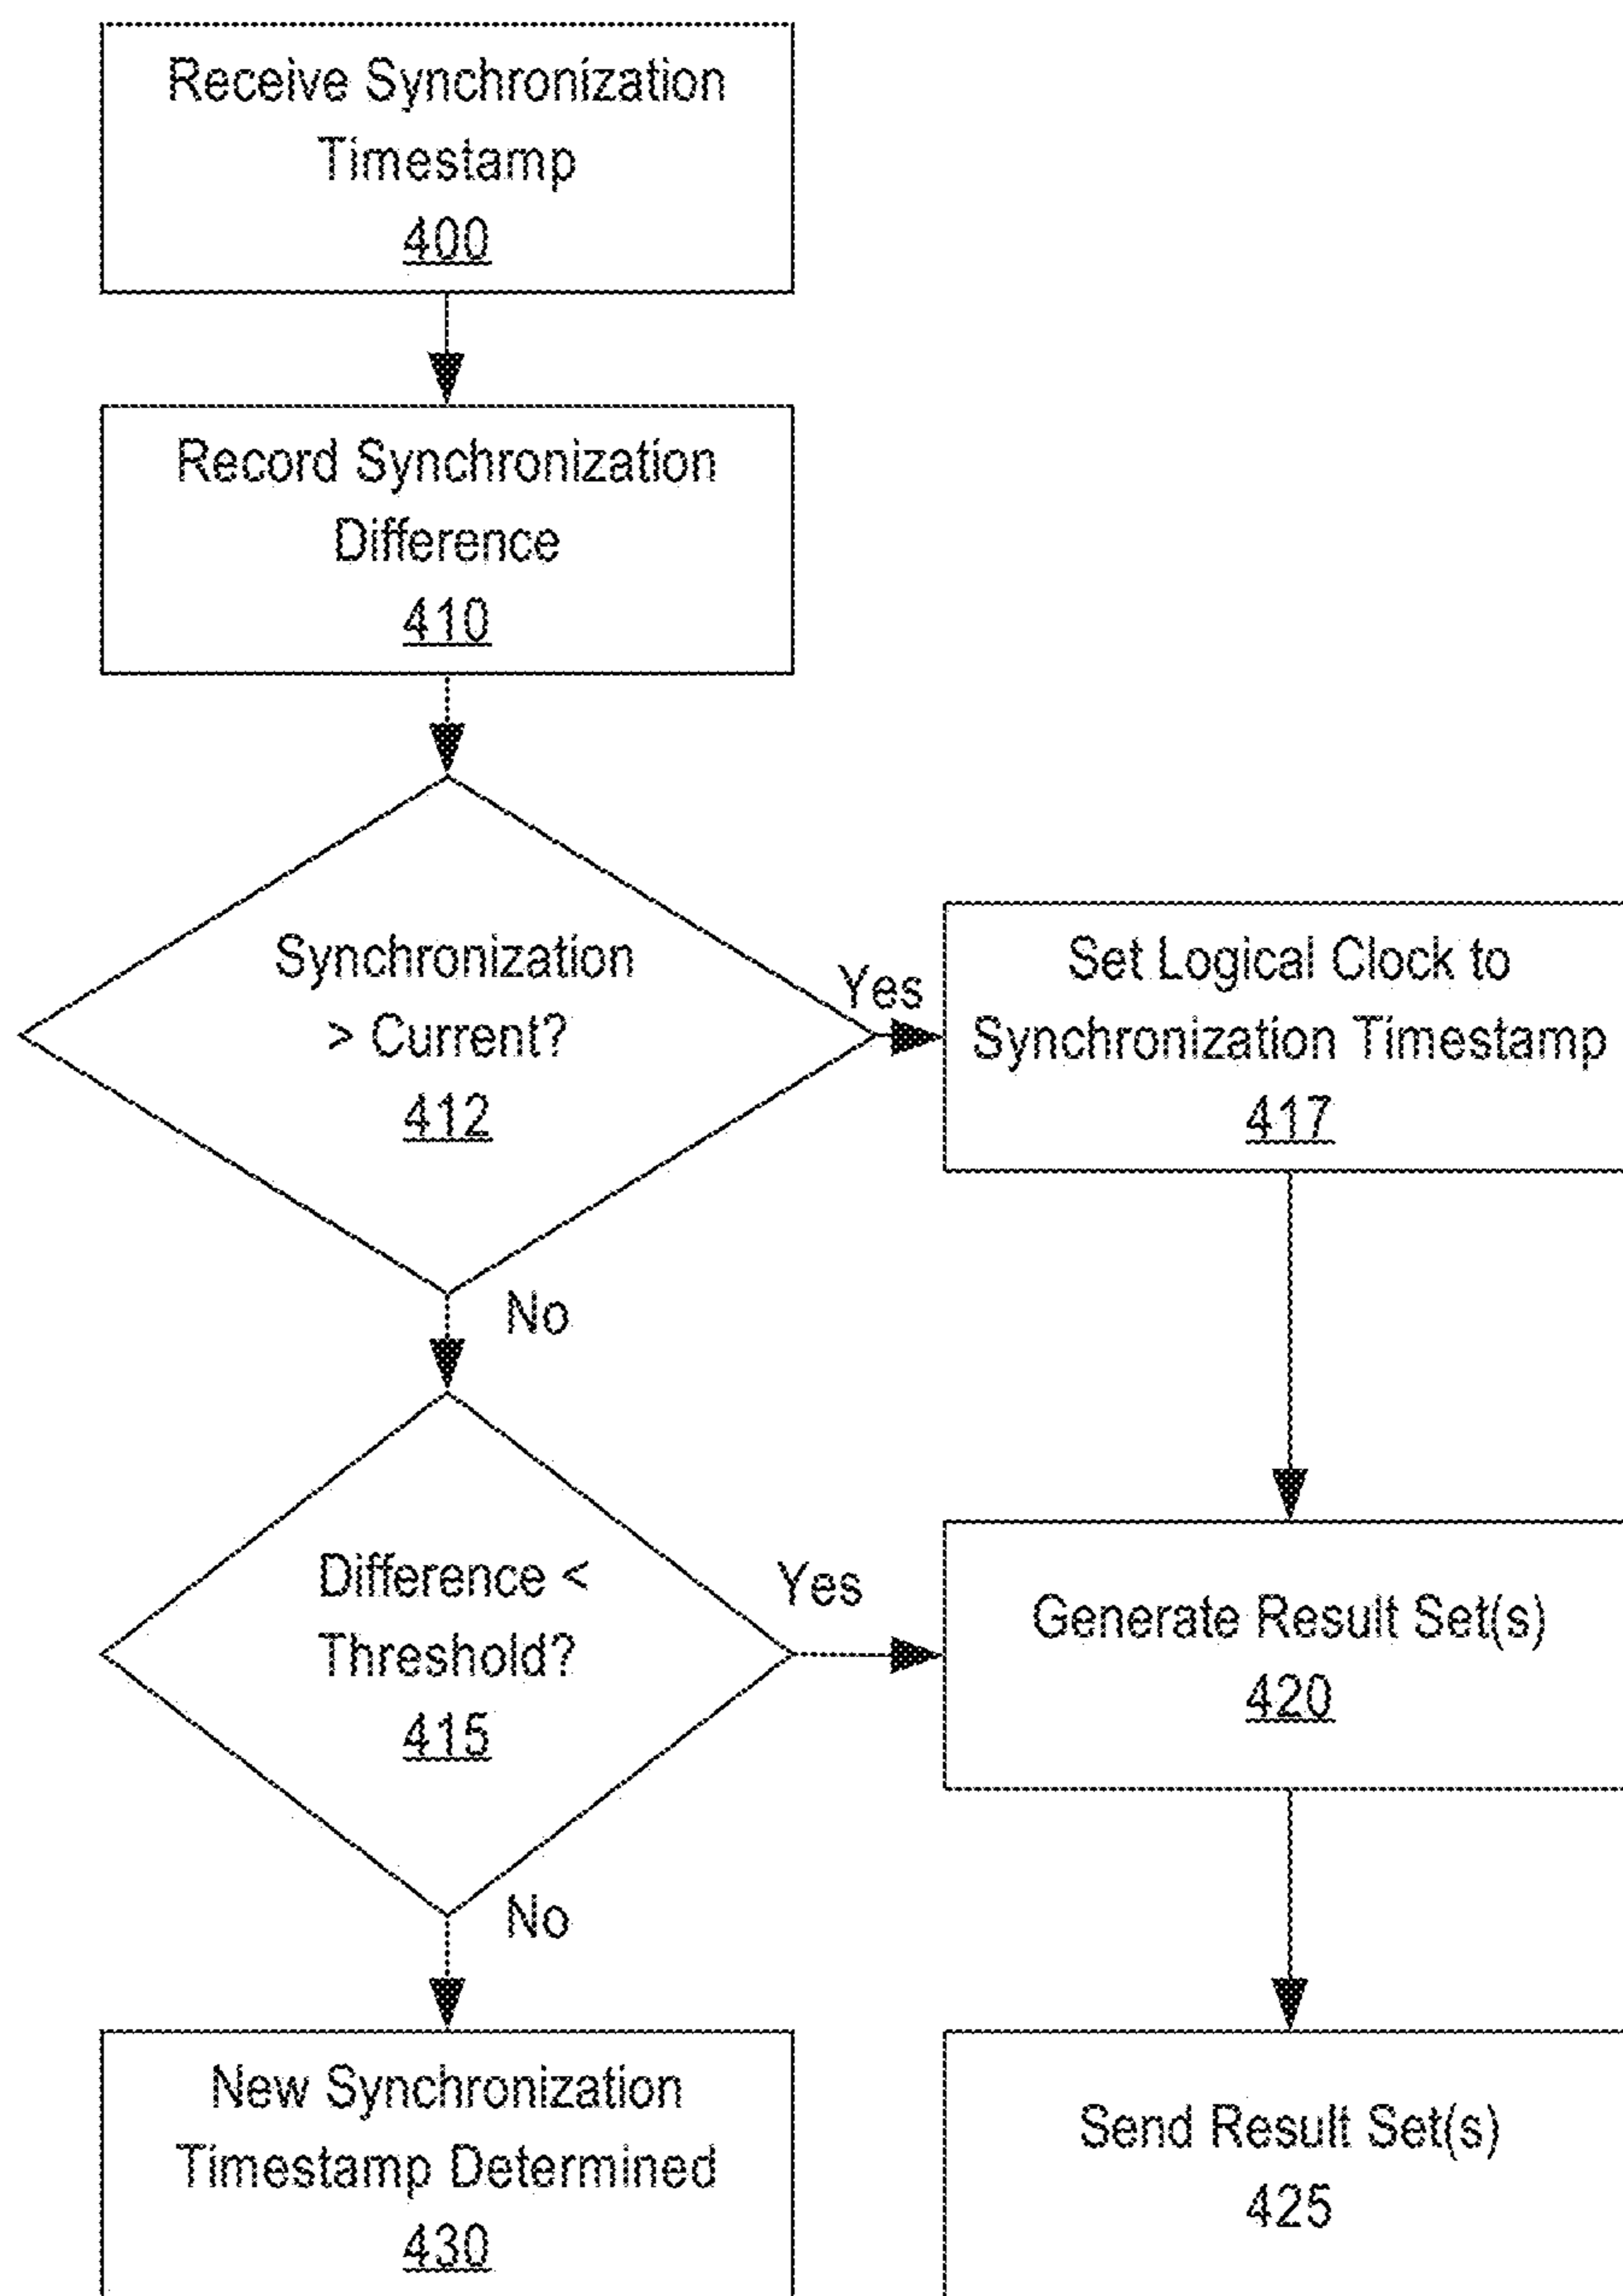 Receive Synchronization
Timestamp
400
Record Synchronization
Difference
410
Synchronization
> Current?
412
Yes
Set Logical Clock to
Synchronization Timestamp
417
No
Difference <
Threshold?
415
Yes
Generate Result Set(s)
420
No
New Synchronization
Timestamp Determined
430
Send Result Set(s)
425